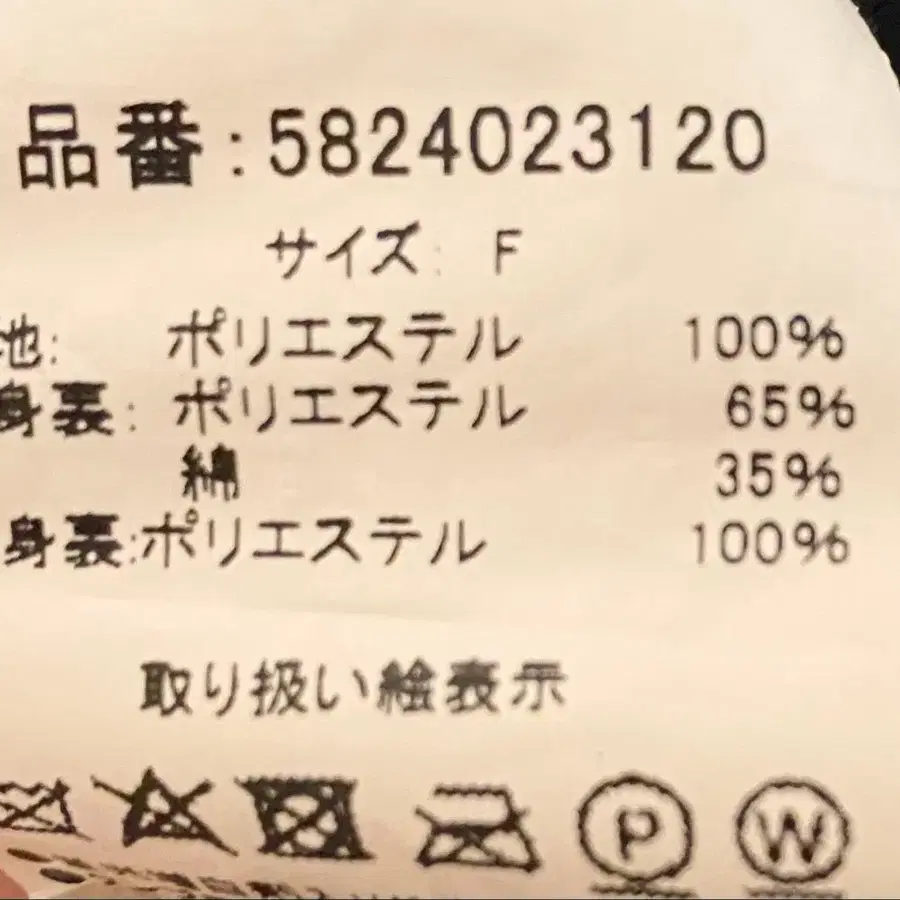 品番:5824023120
サイズ: F
地: ポリエステル 100%
身裏: ポリエステル 65%
綿 35%
身裏:ポリエステル 100%
取り扱い絵表示
P W